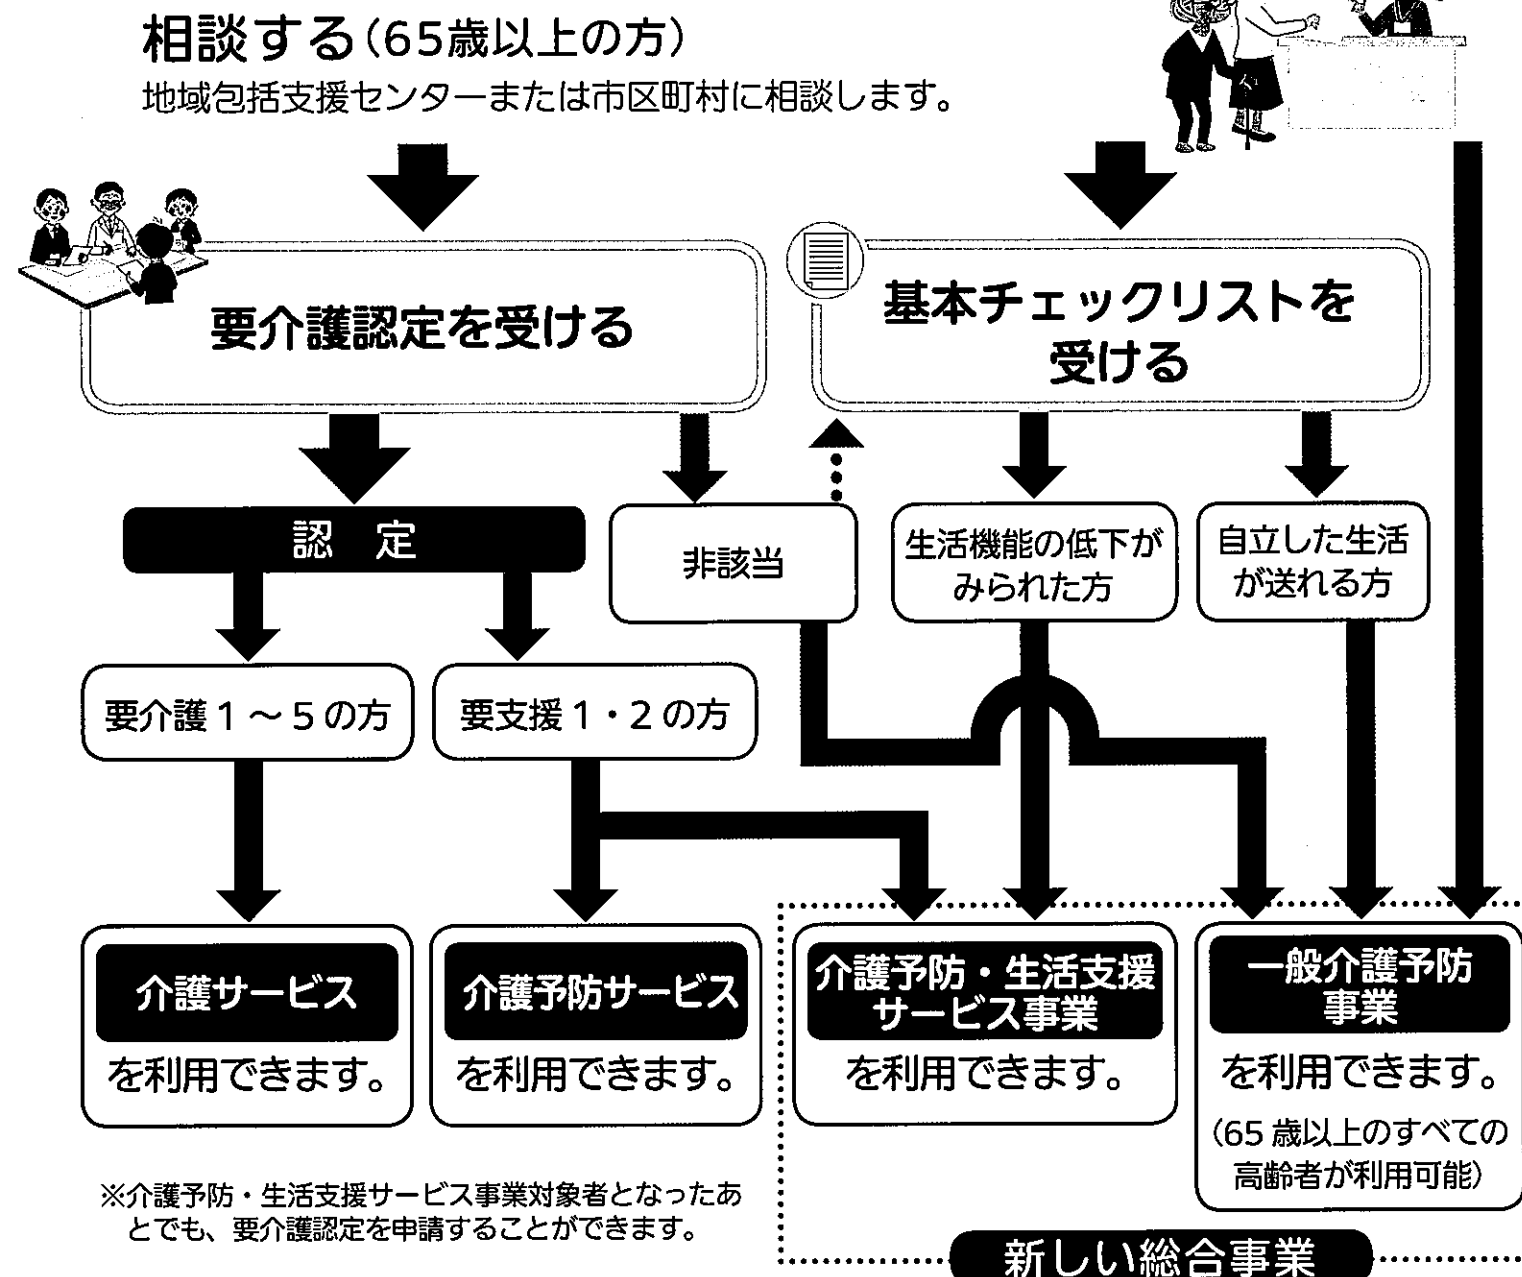 相談する（65歳以上の方）
地域包括支援センターまたは市区町村に相談します。
要介護認定を受ける
基本チェックリストを
受ける
認 定
非該当
生活機能の低下が
みられた方
自立した生活
が送れる方
要介護1～5の方
要支援1・2の方
介護サービス
を利用できます。
介護予防サービス
を利用できます。
介護予防・生活支援
サービス事業
を利用できます。
一般介護予防
事業
を利用できます。
（65歳以上のすべての
高齢者が利用可能）
※介護予防・生活支援サービス事業対象者となったあ
とでも、要介護認定を申請することができます。
新しい総合事業